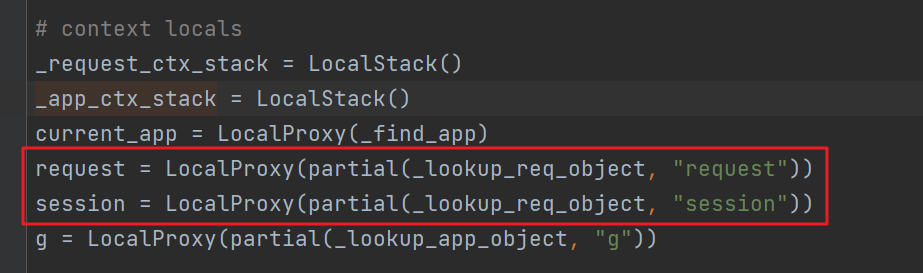 # context locals
_request_ctx_stack = LocalStack()
_app_ctx_stack = LocalStack()
current_app = LocalProxy(_find_app)
request = LocalProxy(partial(_lookup_req_object, "request"))
session = LocalProxy(partial(_lookup_req_object, "session"))
g = LocalProxy(partial(_lookup_app_object, "g"))